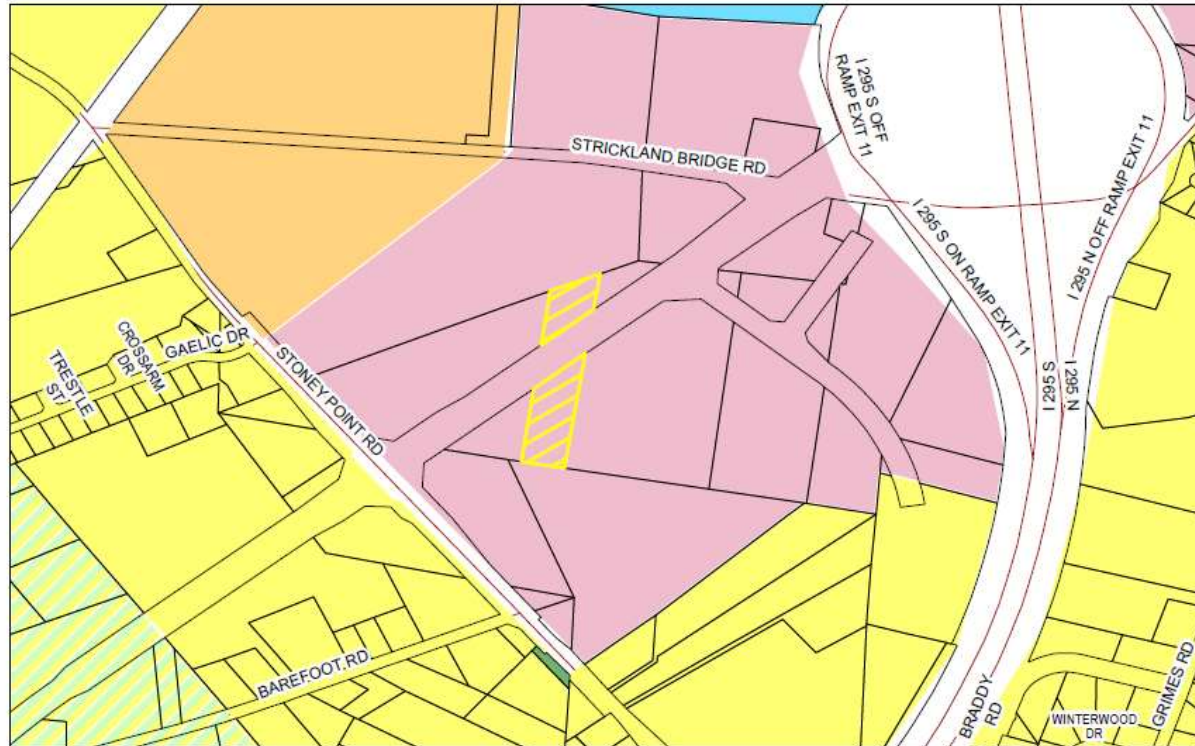 I 295 S OFF
RAMP EXIT 11
STRICKLAND BRIDGE RD
I 295 N OFF RAMP EXIT 11
I 295 S ON RAMP EXIT 11
GAELIC DR
CROSSARM
DR
TRESTLE
ST
STONEY POINT RD
I 295 S
I 295 N
BAREFOOT RD
BRADDY
RD
GRIMES RD
WINTERWOOD
DR